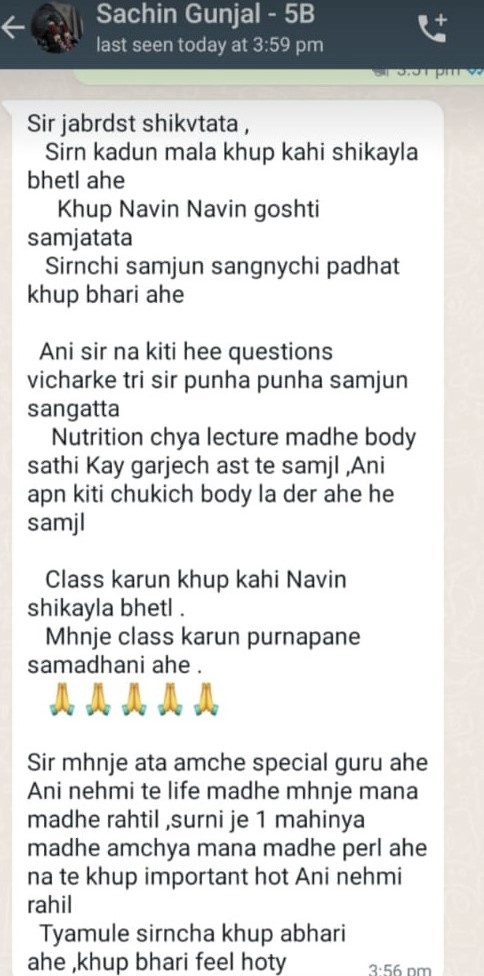 Sachin Gunjal - 5B
last seen today at 3:59 pm
Sir jabrdst shikvtata ,
Sirn kadun mala khup kahi shikayla
bhetl ahe
Khup Navin Navin goshti
samjatata
Sirnchi samjun sangnychi padhat
khup bhari ahe
Ani sir na kiti hee questions
vicharke tri sir punha punha samjun
sangatta
Nutrition chya lecture madhe body
sathi Kay garjech ast te samjl ,Ani
apn kiti chukich body la der ahe he
samjl
Class karun khup kahi Navin
shikayla bhetl .
Mhnje class karun purnapane
samadhani ahe .
🙏🙏🙏🙏🙏
Sir mhnje ata amche special guru ahe
Ani nehmi te life madhe mhnje mana
madhe rahtil ,surni je 1 mahinya
madhe amchya mana madhe perl ahe
na te khup important hot Ani nehmi
rahil
Tyamule sirncha khup abhari
ahe ,khup bhari feel hoty
3:56 pm